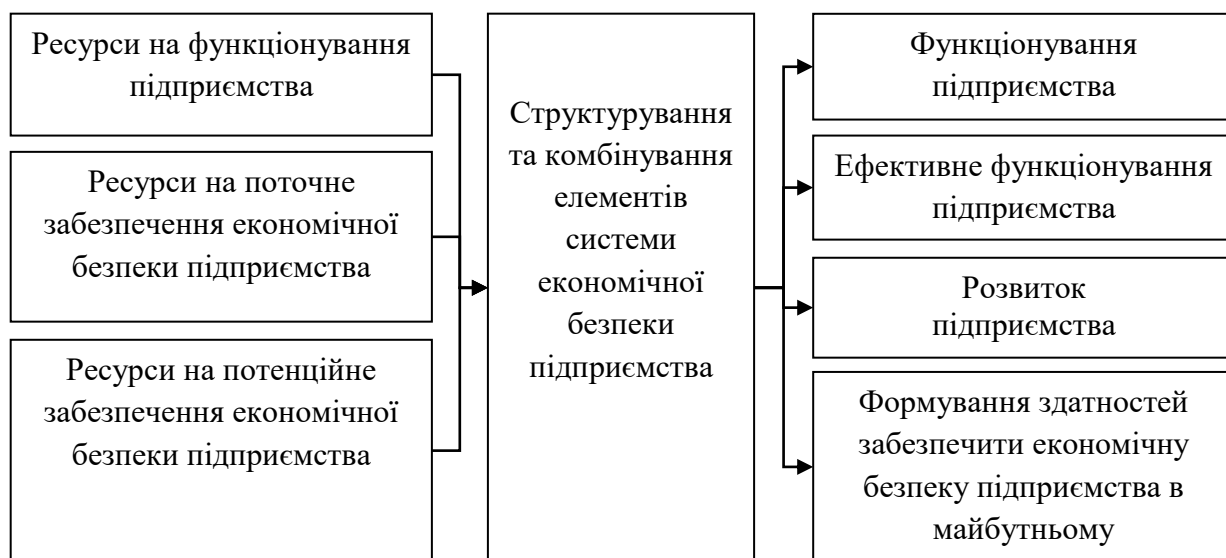 Ресурси на функціонування
підприємства
Ресурси на поточне
забезпечення економічної
безпеки підприємства
Ресурси на потенційне
забезпечення економічної
безпеки підприємства
Структурування
та комбінування
елементів
системи
економічної
безпеки
підприємства
Функціонування
підприємства
Ефективне функціонування
підприємства
Розвиток
підприємства
Формування здатностей
забезпечити економічну
безпеку підприємства в
майбутньому